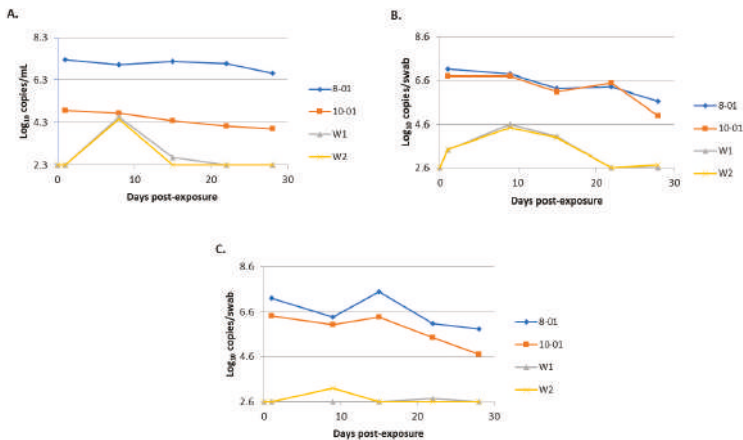 A.
8.3
6.3
4.3
2.3
Log₁₀ copies/mL
0 10 20 30
Days post-exposure
8-01
10-01
W1
W2
B.
8.6
6.6
4.6
2.6
Log₁₀ copies/swab
0 10 20 30
Days post-exposure
8-01
10-01
W1
W2
C.
8.6
6.6
4.6
2.6
Log₁₀ copies/swab
0 10 20 30
Days post-exposure
8-01
10-01
W1
W2